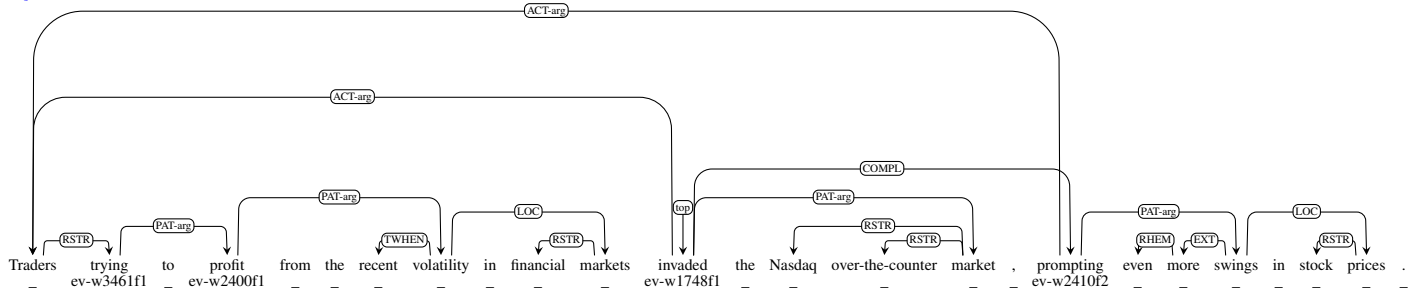 ACT-arg
ACT-arg
COMPL
PAT-arg PAT-arg
top
LOC PAT-arg LOC
PAT-arg RSTR
RSTR TWHEN RSTR RSTR RHEM EXT RSTR
Traders trying to profit from the recent volatility in financial markets invaded the Nasdaq over-the-counter market , prompting even more swings in stock prices .
_ ev-w3461f1 _ ev-w2400f1 _ _ _ _ _ _ _ ev-w1748f1 _ _ _ _ _ ev-w2410f2 _ _ _ _ _ _ _